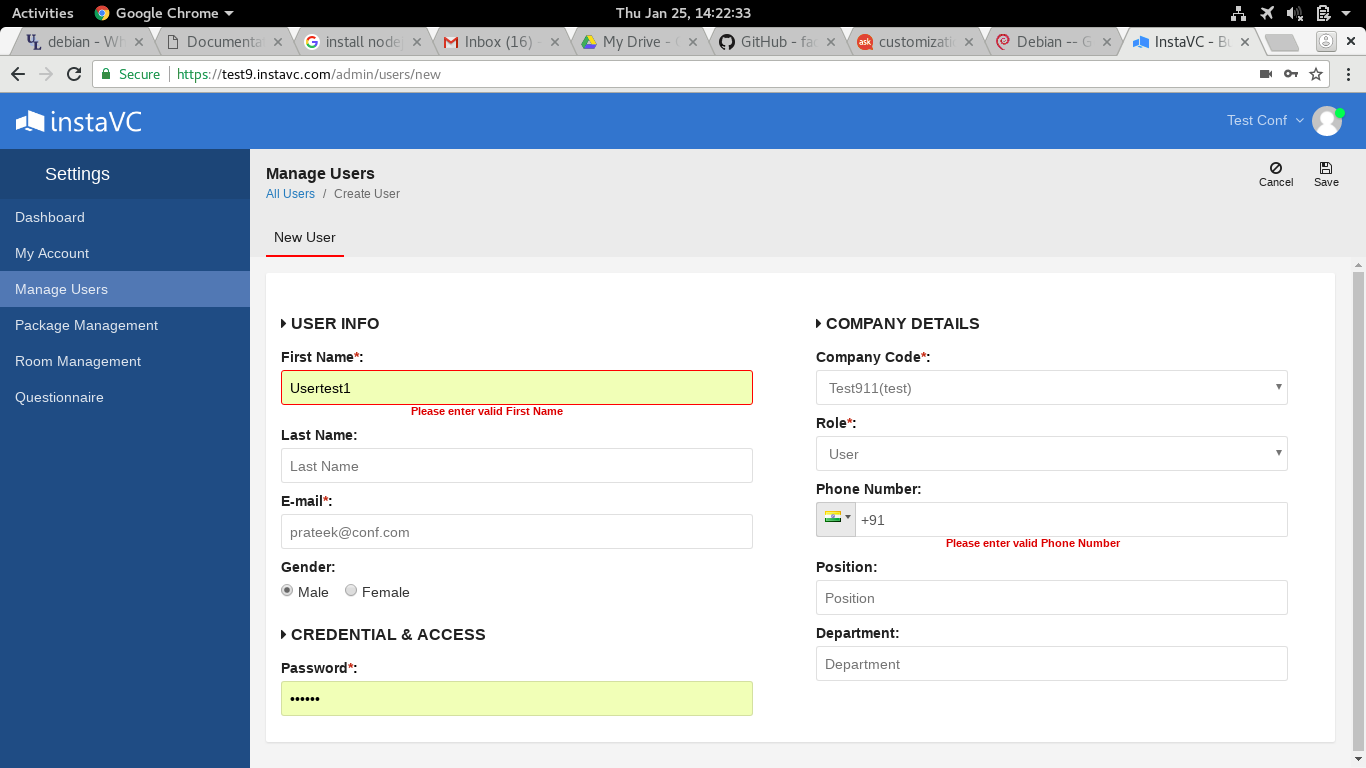 Activities Google Chrome Thu Jan 25, 14:22:33
debian - Wh Documenta install nodej Inbox (16) - My Drive - G GitHub - fac customizatio Debian -- G InstaVC - Bu
Secure https://test9.instavc.com/admin/users/new
instaVC Test Conf
Settings
Dashboard
My Account
Manage Users
Package Management
Room Management
Questionnaire
Manage Users
All Users / Create User
Cancel Save
New User
USER INFO
First Name*:
Usertest1
Please enter valid First Name
Last Name:
Last Name
E-mail*:
prateek@conf.com
Gender:
Male Female
CREDENTIAL & ACCESS
Password*:
••••••
COMPANY DETAILS
Company Code*:
Test911(test)
Role*:
User
Phone Number:
+91
Please enter valid Phone Number
Position:
Position
Department:
Department